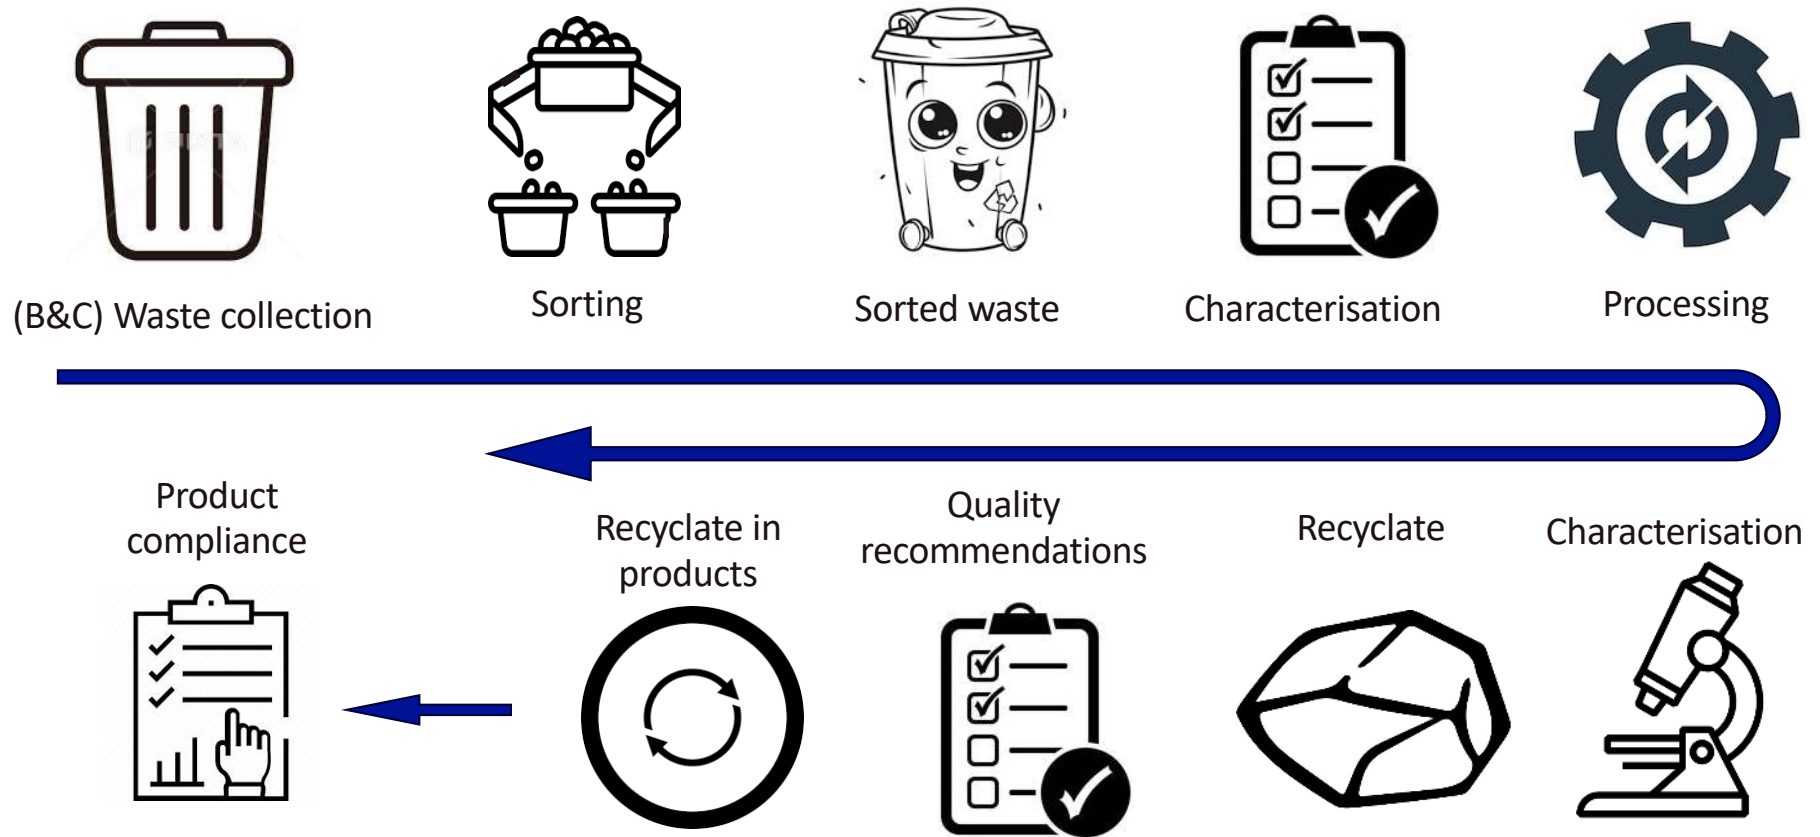 (B&C) Waste collection
Sorting
Sorted waste
Characterisation
Processing
Product
compliance
Recyclate in
products
Quality
recommendations
Recyclate
Characterisation